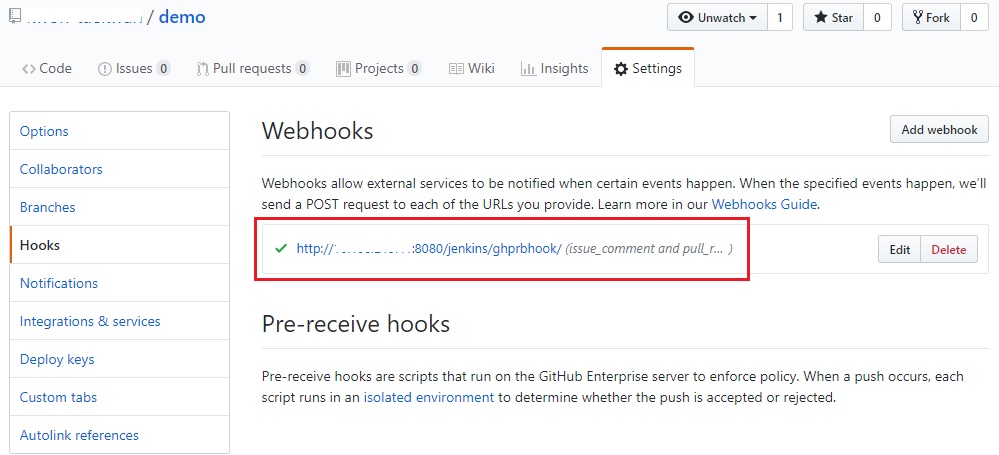 / demo
Unwatch 1 Star 0 Fork 0
Code Issues 0 Pull requests 0 Projects 0 Wiki Insights Settings
Options
Collaborators
Branches
Hooks
Notifications
Integrations & services
Deploy keys
Custom tabs
Autolink references
Webhooks
Add webhook
Webhooks allow external services to be notified when certain events happen. When the specified events happen, we’ll
send a POST request to each of the URLs you provide. Learn more in our Webhooks Guide.
http:// :8080/jenkins/ghprbhook/ (issue_comment and pull_r... )
Edit Delete
Pre-receive hooks
Pre-receive hooks are scripts that run on the GitHub Enterprise server to enforce policy. When a push occurs, each
script runs in an isolated environment to determine whether the push is accepted or rejected.